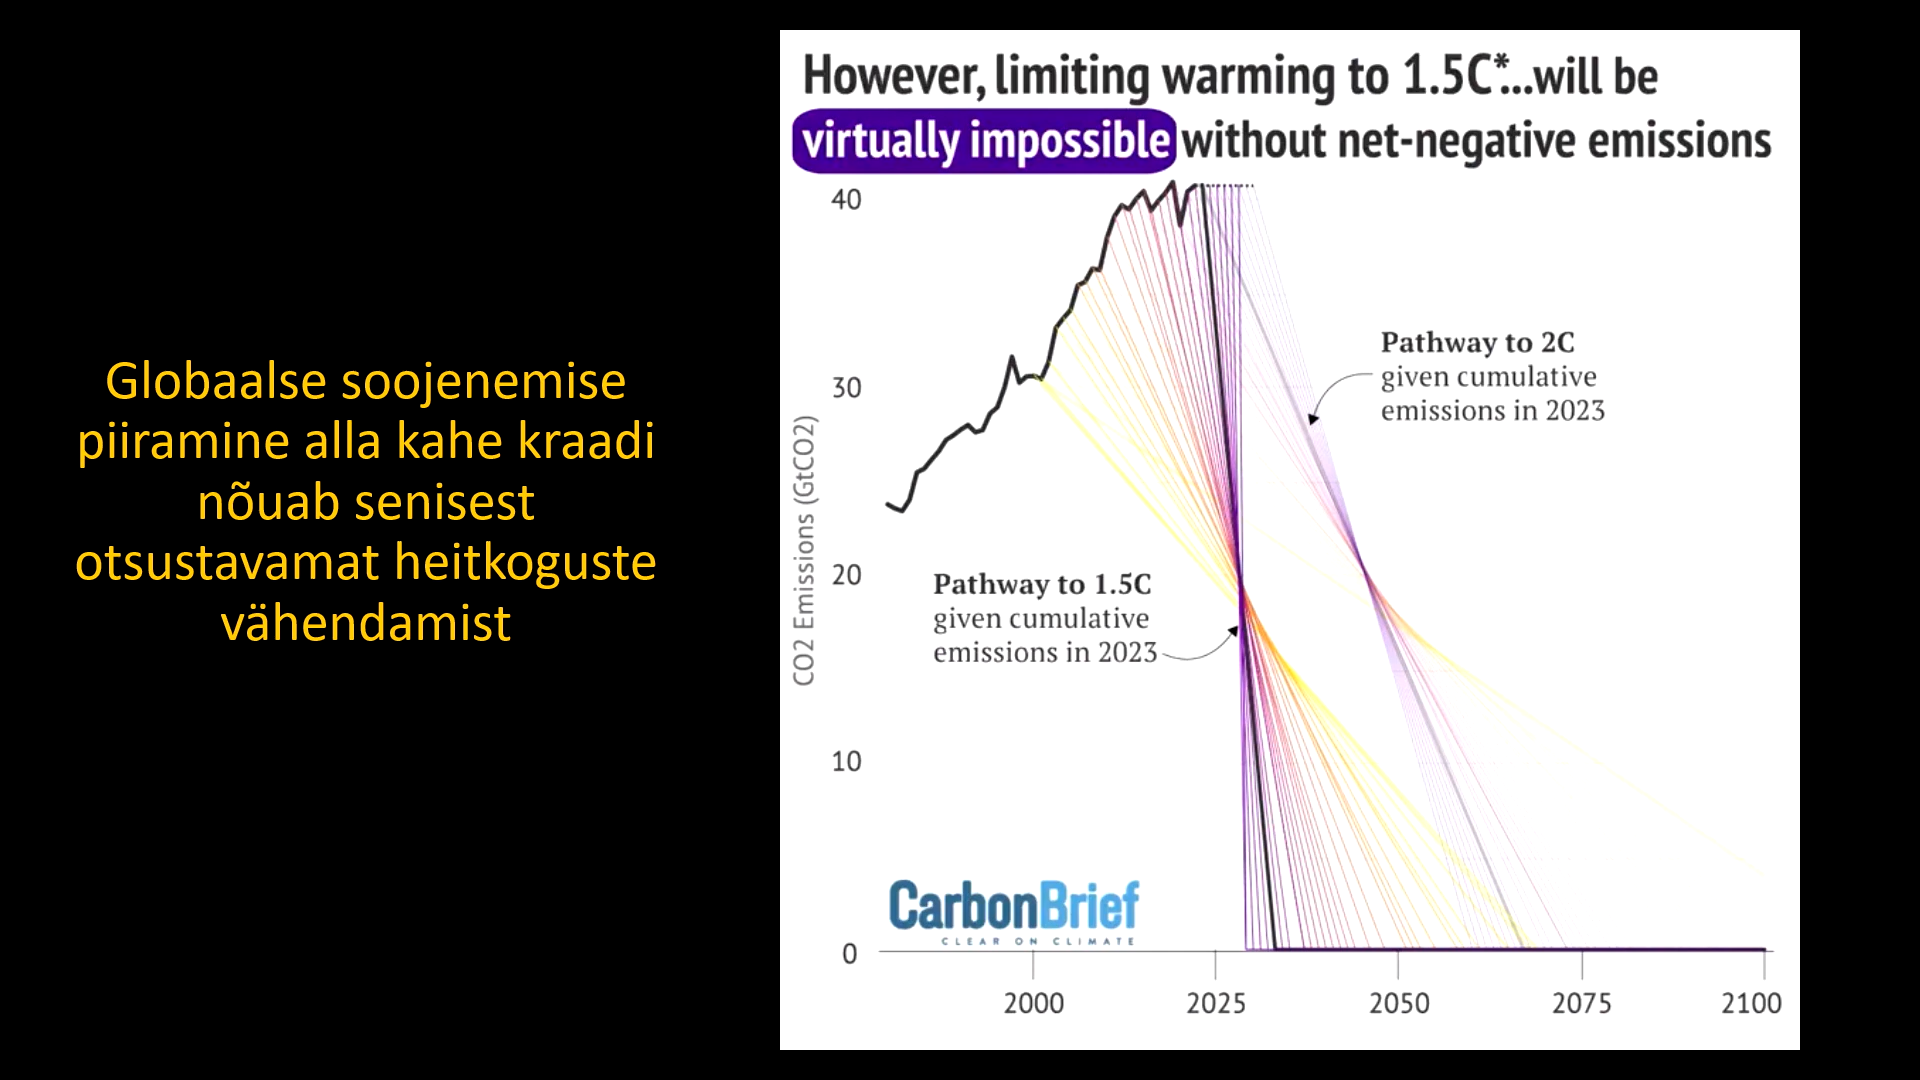 Globaalse soojenemise
piiramine alla kahe kraadi
nõuab senisest
otsustavamat heitkoguste
vähendamist
However, limiting warming to 1.5C*...will be
virtually impossible without net-negative emissions
40
30
20
10
0
CO2 Emissions (GtCO2)
Pathway to 2C
given cumulative
emissions in 2023
Pathway to 1.5C
given cumulative
emissions in 2023
CarbonBrief
CLEAR ON CLIMATE
2000
2025
2050
2075
2100